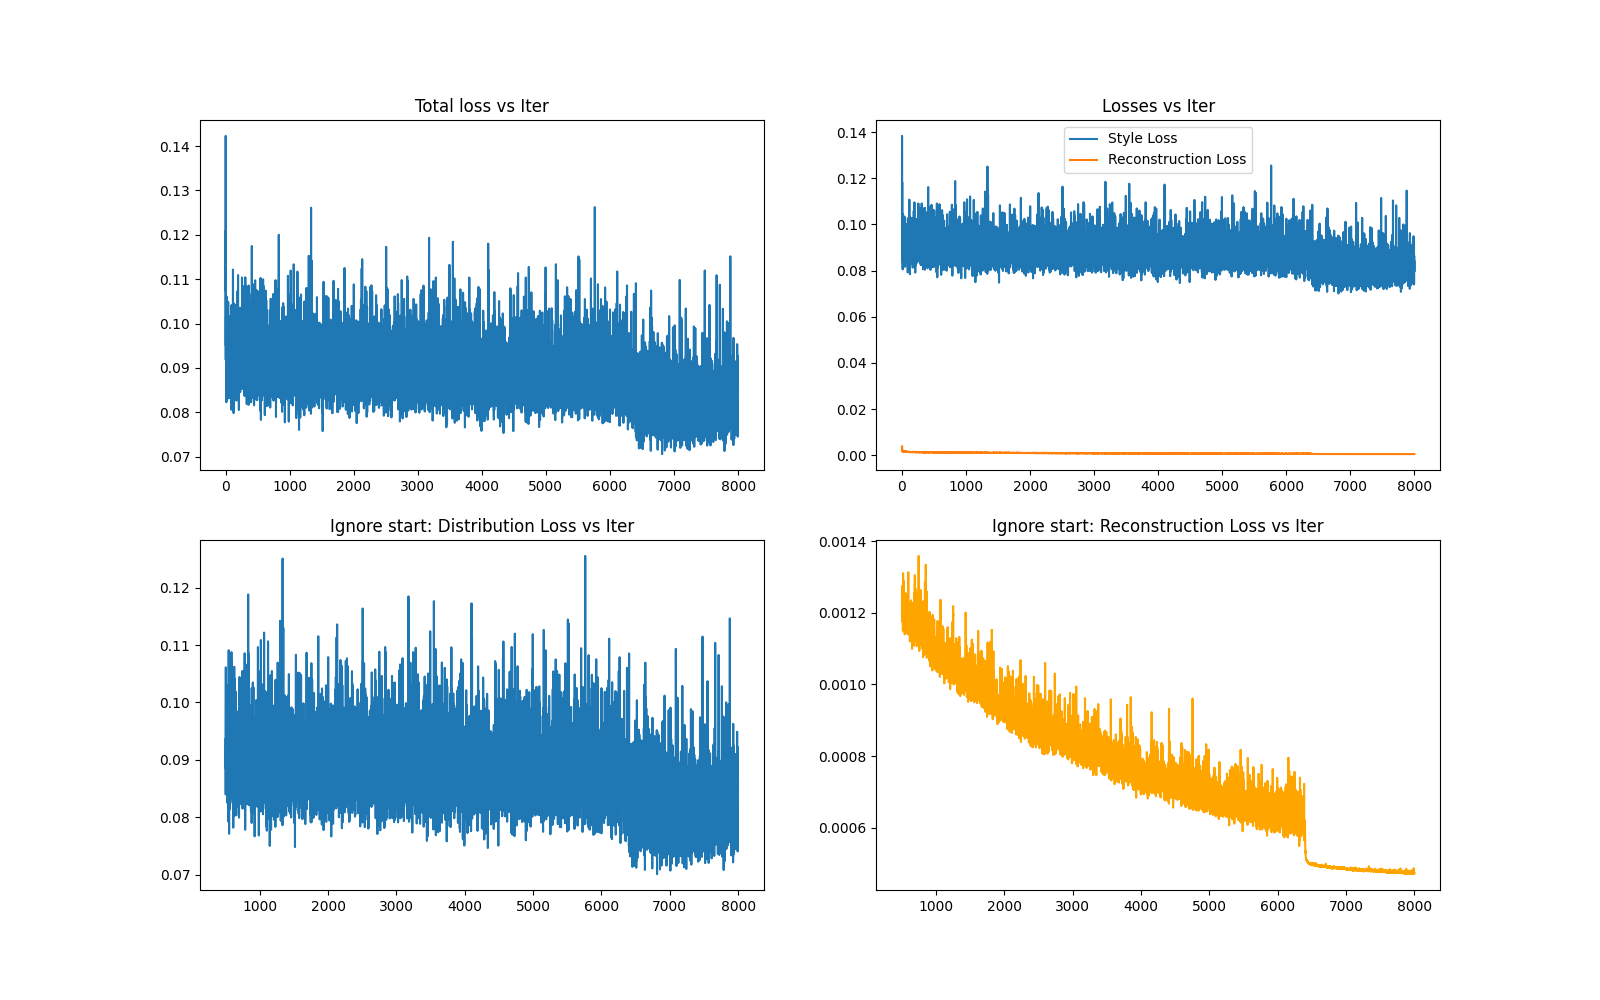 Total loss vs Iter
0.14
0.13
0.12
0.11
0.10
0.09
0.08
0.07
0 1000 2000 3000 4000 5000 6000 7000 8000
Losses vs Iter
Style Loss
Reconstruction Loss
0.14
0.12
0.10
0.08
0.06
0.04
0.02
0.00
0 1000 2000 3000 4000 5000 6000 7000 8000
Ignore start: Distribution Loss vs Iter
0.12
0.11
0.10
0.09
0.08
0.07
1000 2000 3000 4000 5000 6000 7000 8000
Ignore start: Reconstruction Loss vs Iter
0.0014
0.0012
0.0010
0.0008
0.0006
1000 2000 3000 4000 5000 6000 7000 8000